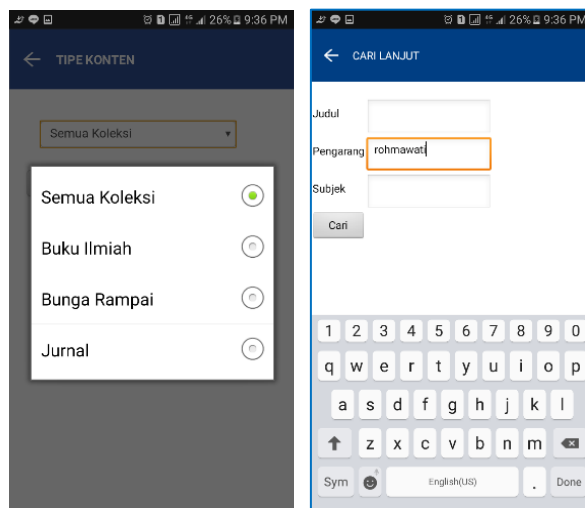 26% 9:36 PM
TIPE KONTEN
Semua Koleksi
Semua Koleksi
Buku Ilmiah
Bunga Rampai
Jurnal
26% 9:36 PM
CARI LANJUT
Judul
Pengarang rohmawati
Subjek
Cari
1 2 3 4 5 6 7 8 9 0
q w e r t y u i o p
a s d f g h j k l
z x c v b n m
Sym English(US) . Done